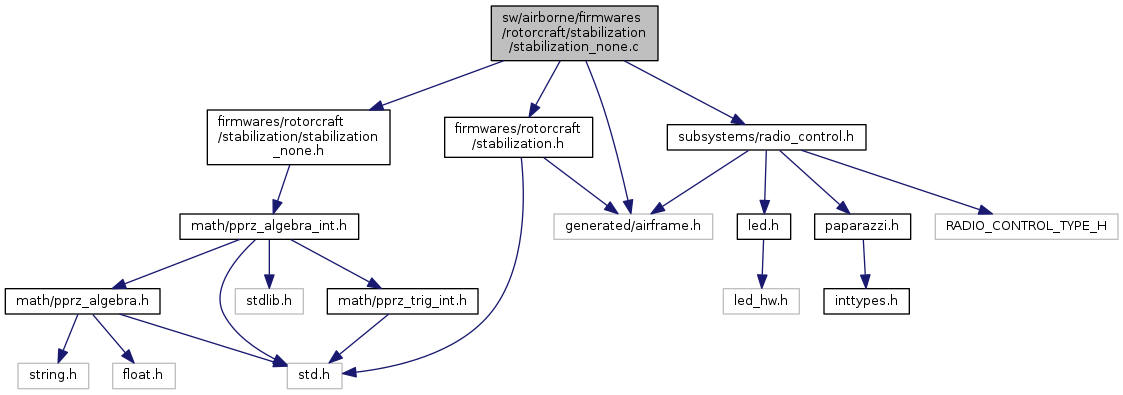 sw/airborne/firmwares
/rotorcraft/stabilization
/stabilization_none.c
firmwares/rotorcraft
/stabilization/stabilization
_none.h
firmwares/rotorcraft
/stabilization.h
subsystems/radio_control.h
math/pprz_algebra_int.h
generated/airframe.h
led.h
paparazzi.h
RADIO_CONTROL_TYPE_H
math/pprz_algebra.h
stdlib.h
math/pprz_trig_int.h
led_hw.h
inttypes.h
string.h
float.h
std.h